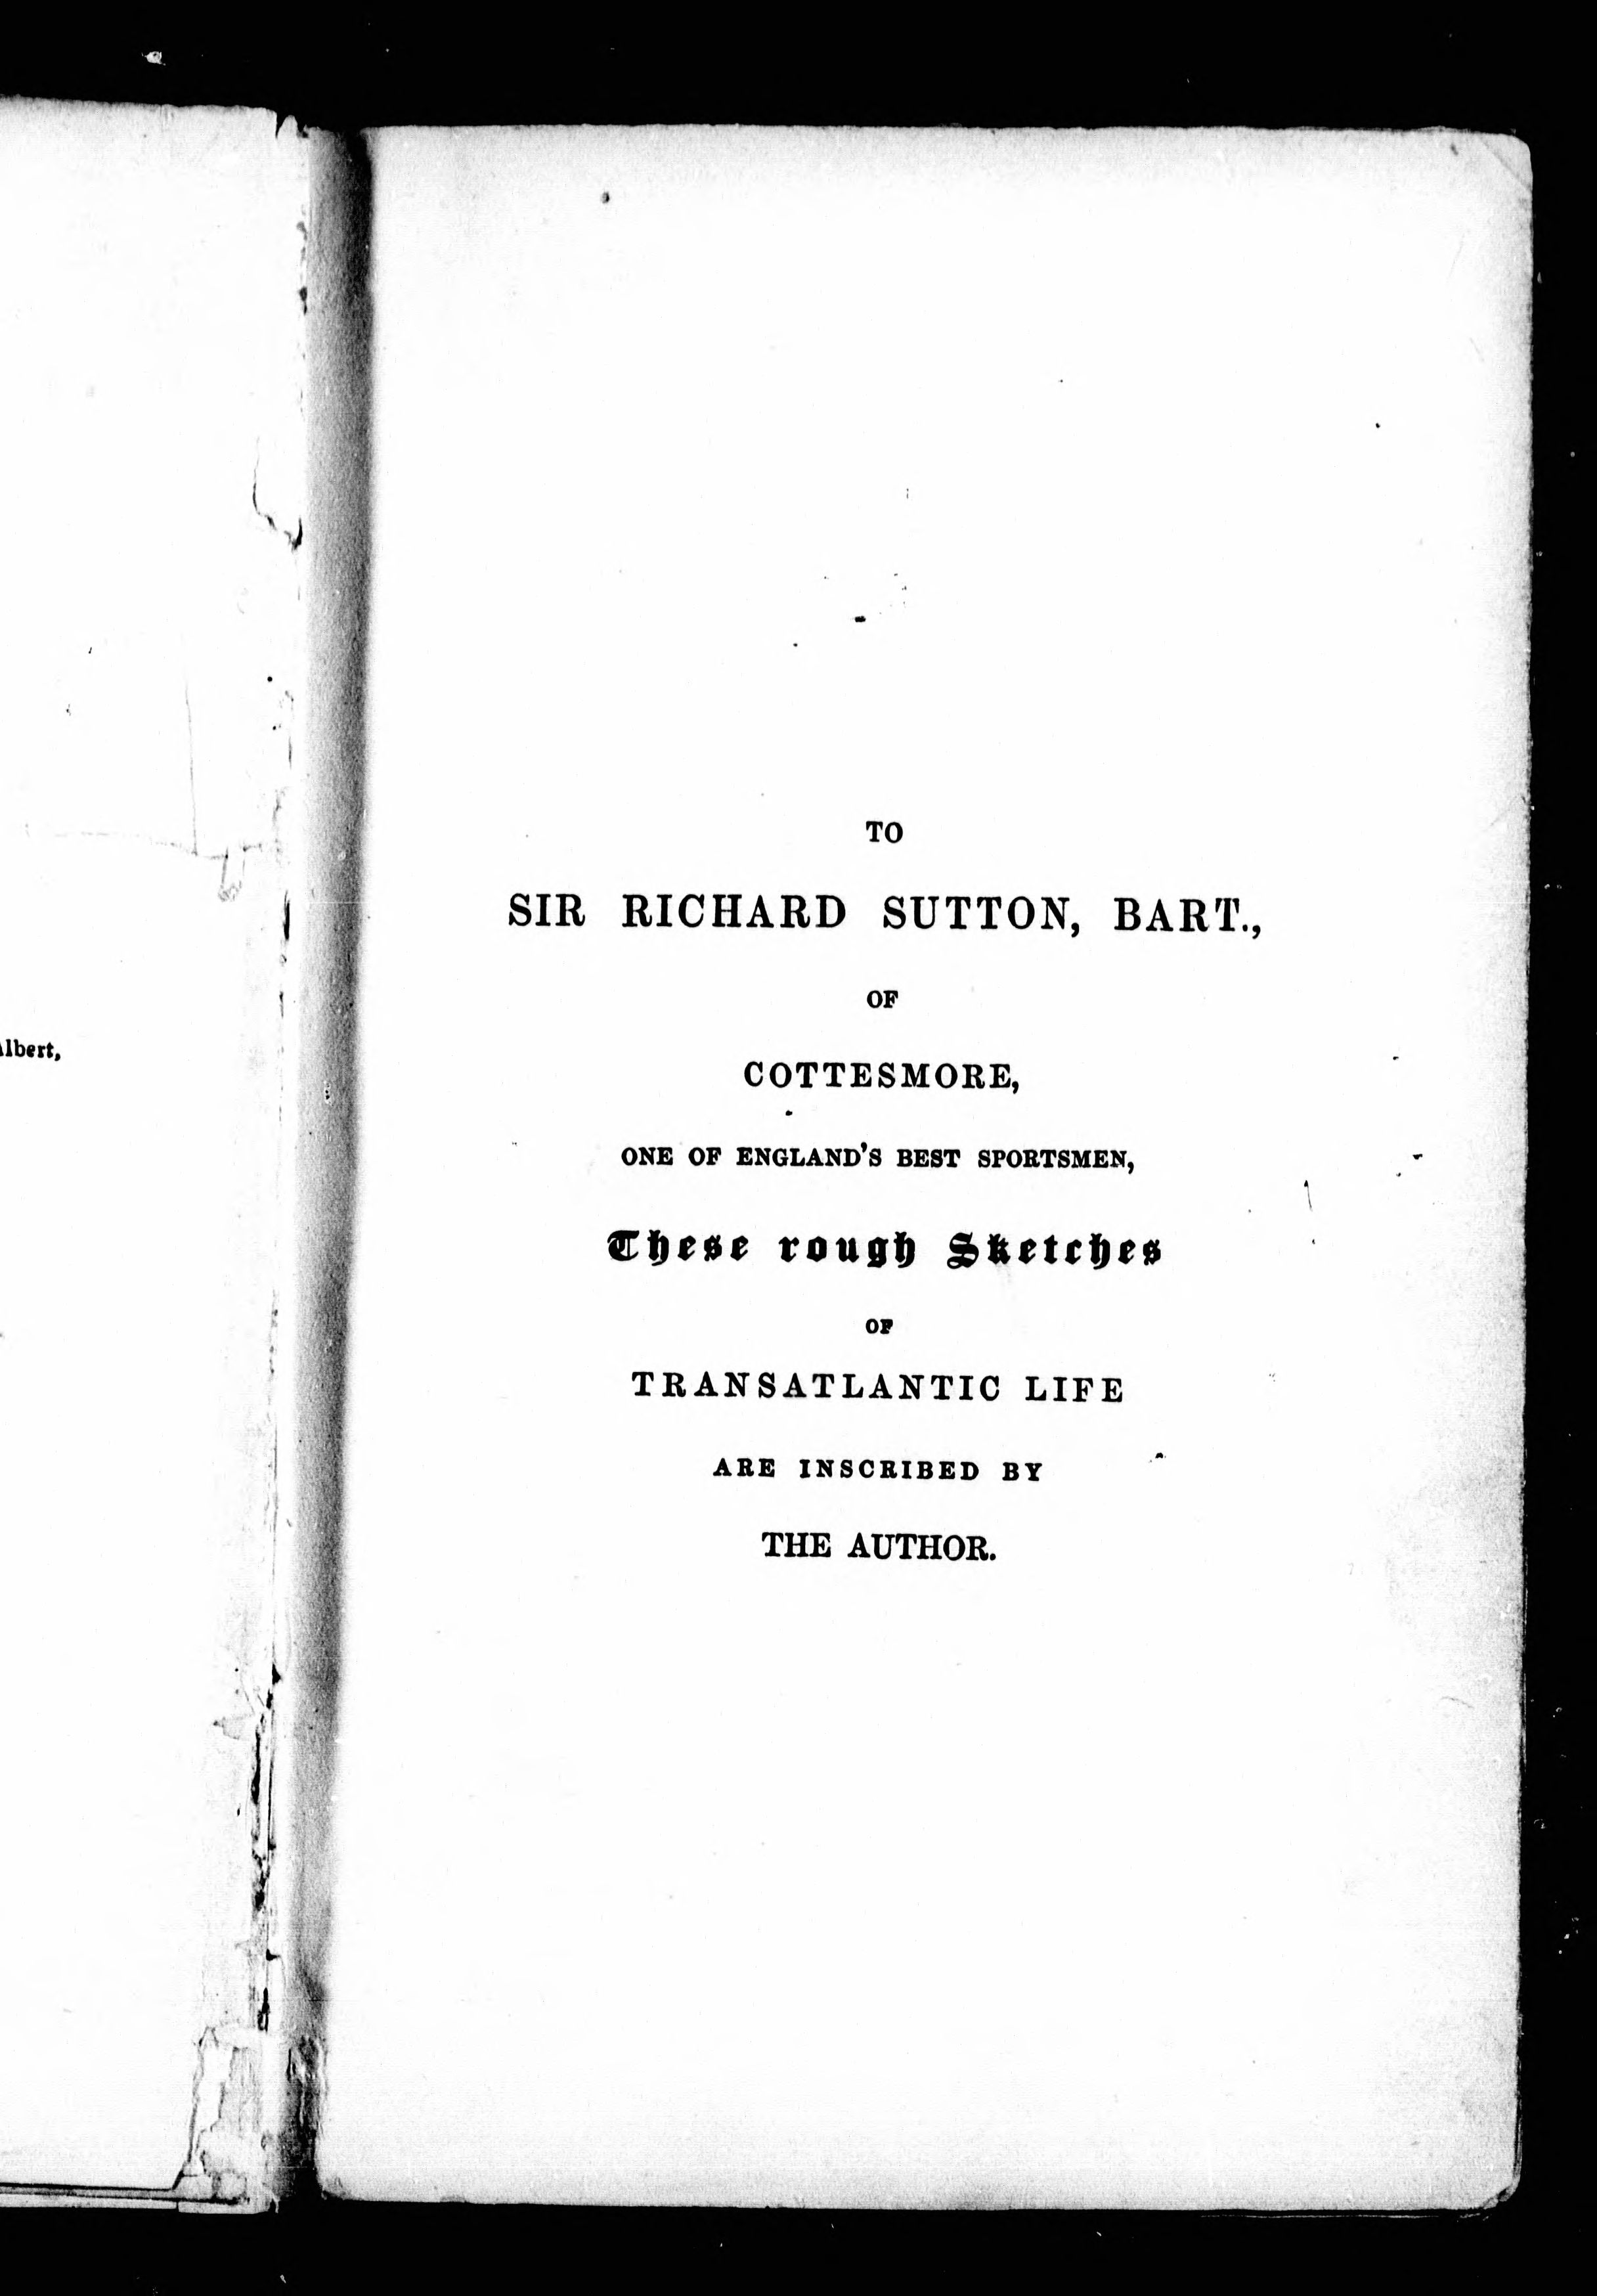 TO
SIR RICHARD SUTTON, BART.,
OF
COTTESMORE,
ONE OF ENGLAND'S BEST SPORTSMEN,
These rough Sketches
OF
TRANSATLANTIC LIFE
ARE INSCRIBED BY
THE AUTHOR.